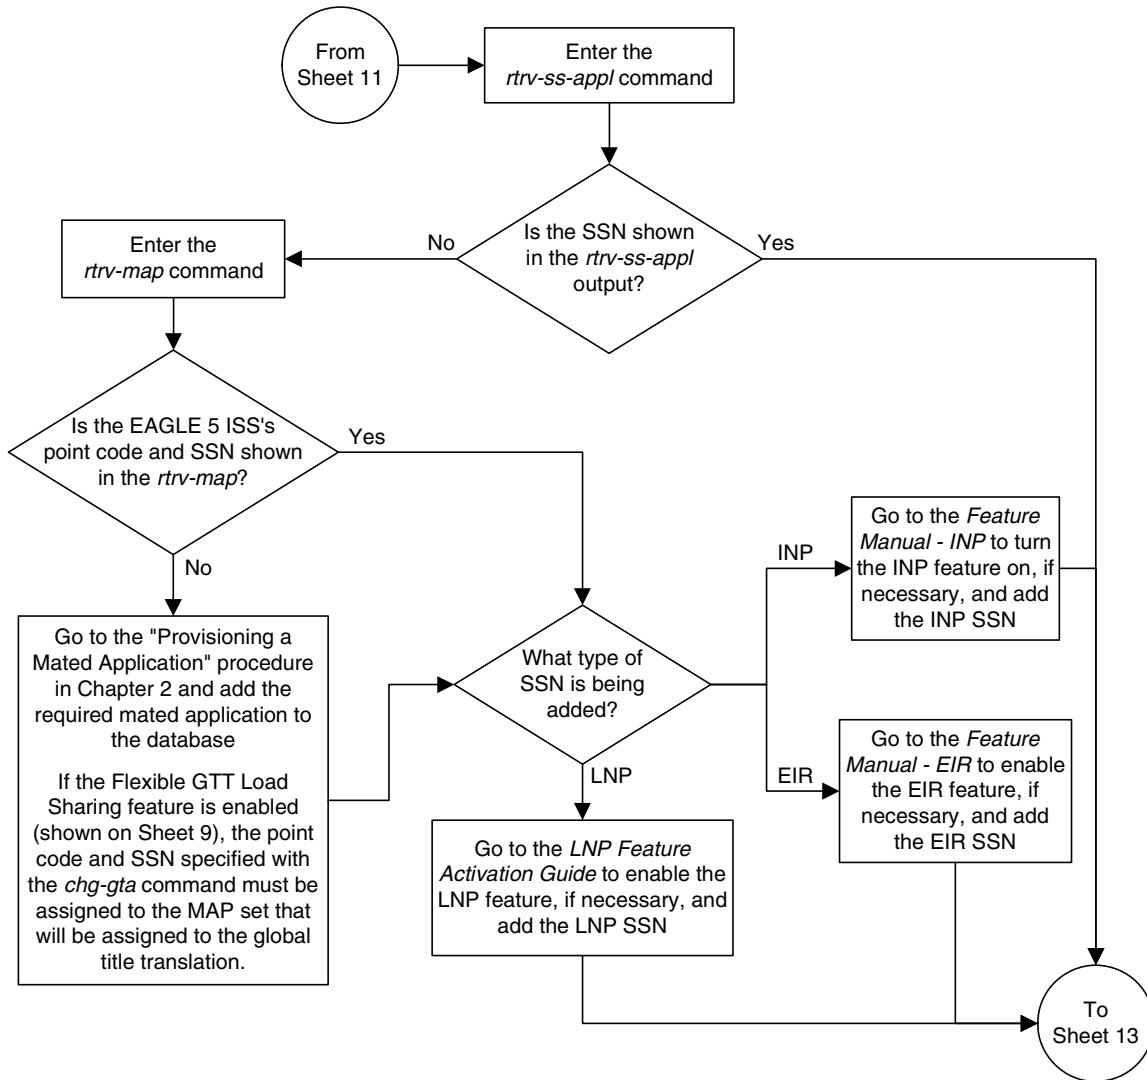 From
Sheet 11
Enter the
rtrv-ss-appl command
Is the SSN shown
in the rtrv-ss-appl
output?
No
Yes
Enter the
rtrv-map command
Is the EAGLE 5 ISS's
point code and SSN shown
in the rtrv-map?
Yes
No
Go to the "Provisioning a
Mated Application" procedure
in Chapter 2 and add the
required mated application to
the database
If the Flexible GTT Load
Sharing feature is enabled
(shown on Sheet 9), the point
code and SSN specified with
the chg-gta command must be
assigned to the MAP set that
will be assigned to the global
title translation.
What type of
SSN is being
added?
INP
Go to the Feature
Manual - INP to turn
the INP feature on, if
necessary, and add
the INP SSN
EIR
Go to the Feature
Manual - EIR to enable
the EIR feature, if
necessary, and add
the EIR SSN
LNP
Go to the LNP Feature
Activation Guide to enable the
LNP feature, if necessary, and
add the LNP SSN
To
Sheet 13